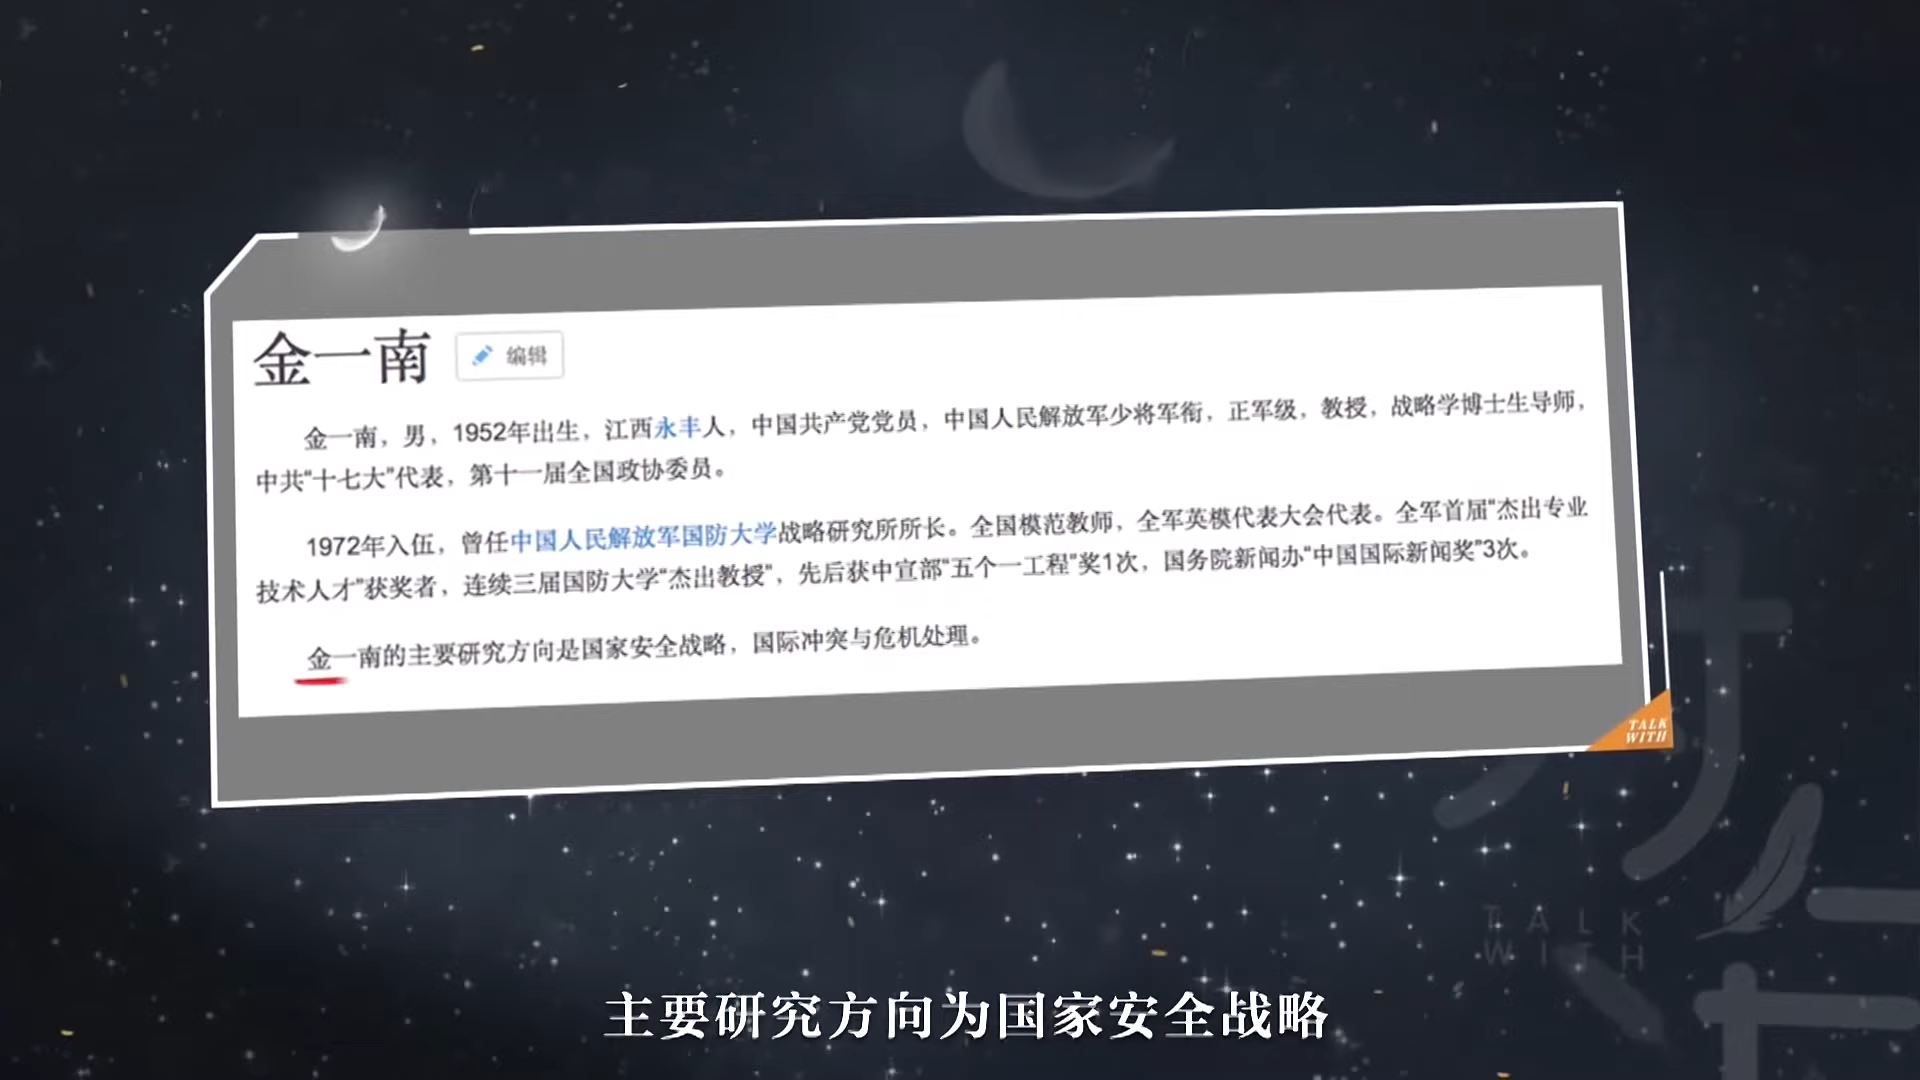 金一南 编辑
金一南，男，1952年出生，江西永丰人，中国共产党党员，中国人民解放军少将军衔，正军级，教授，战略学博士生导师，
中共“十七大”代表，第十一届全国政协委员。
1972年入伍，曾任中国人民解放军国防大学战略研究所所长。全国模范教师，全军英模代表大会代表。全军首届“杰出专业
技术人才”获奖者，连续三届国防大学“杰出教授”，先后获中宣部“五个一工程”奖1次，国务院新闻办“中国国际新闻奖”3次。
金一南的主要研究方向是国家安全战略，国际冲突与危机处理。
TALK
WITH
TALK
WITH
主要研究方向为国家安全战略